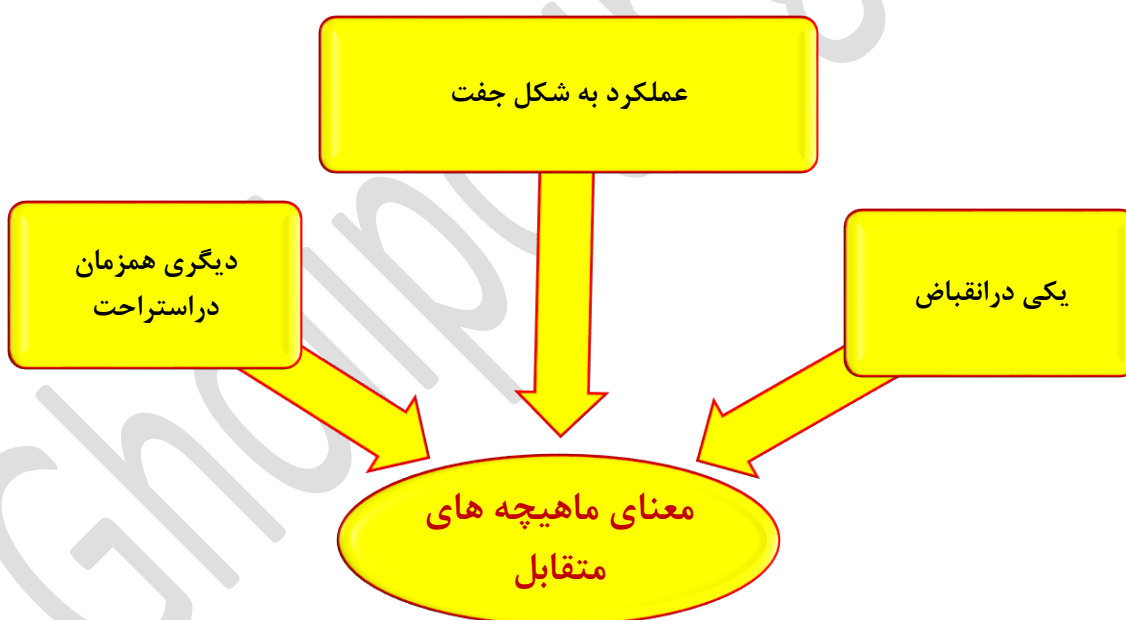 عملکرد به شکل جفت
یکی درانقباض
دیگری همزمان
دراستراحت
معنای ماهیچه های
متقابل